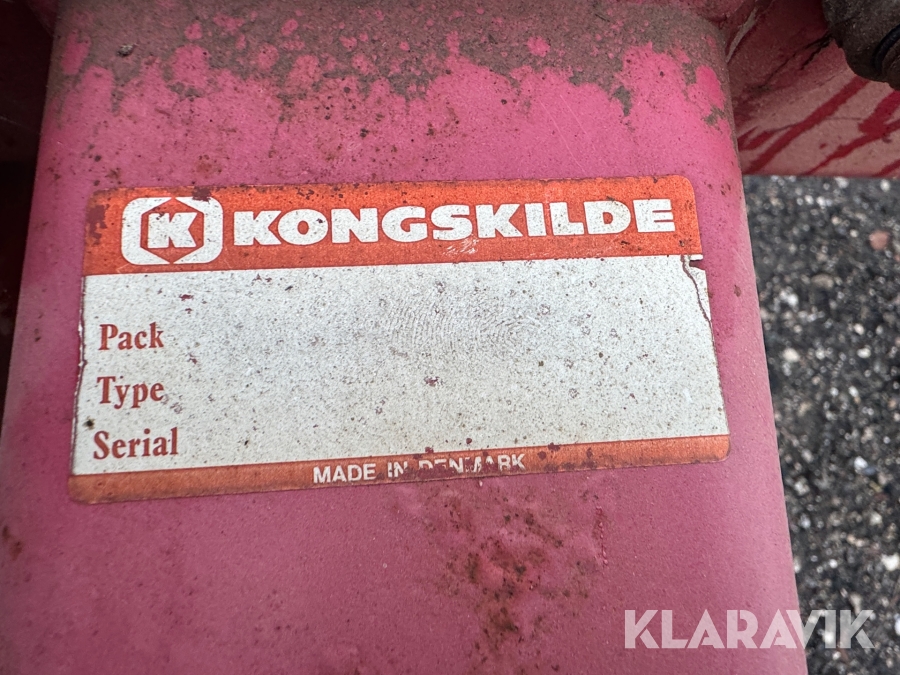 K KONGSKILDE
Pack
Type
Serial
MADE IN DENMARK
KLARAVIK